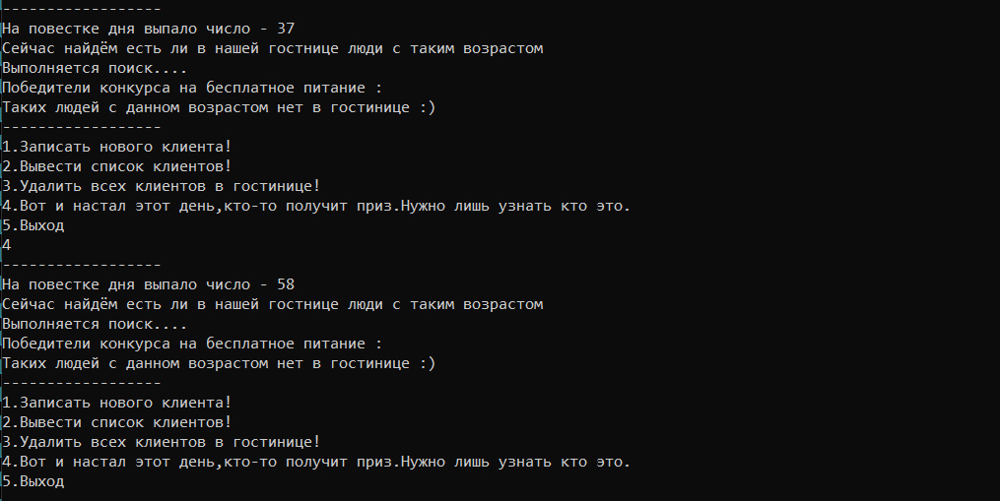 ------------------
На повестке дня выпало число - 37
Сейчас найдём есть ли в нашей гостнице люди с таким возрастом
Выполняется поиск....
Победители конкурса на бесплатное питание :
Таких людей с данном возрастом нет в гостинице :)
------------------
1.Записать нового клиента!
2.Вывести список клиентов!
3.Удалить всех клиентов в гостинице!
4.Вот и настал этот день,кто-то получит приз.Нужно лишь узнать кто это.
5.Выход
4
------------------
На повестке дня выпало число - 58
Сейчас найдём есть ли в нашей гостнице люди с таким возрастом
Выполняется поиск....
Победители конкурса на бесплатное питание :
Таких людей с данном возрастом нет в гостинице :)
------------------
1.Записать нового клиента!
2.Вывести список клиентов!
3.Удалить всех клиентов в гостинице!
4.Вот и настал этот день,кто-то получит приз.Нужно лишь узнать кто это.
5.Выход